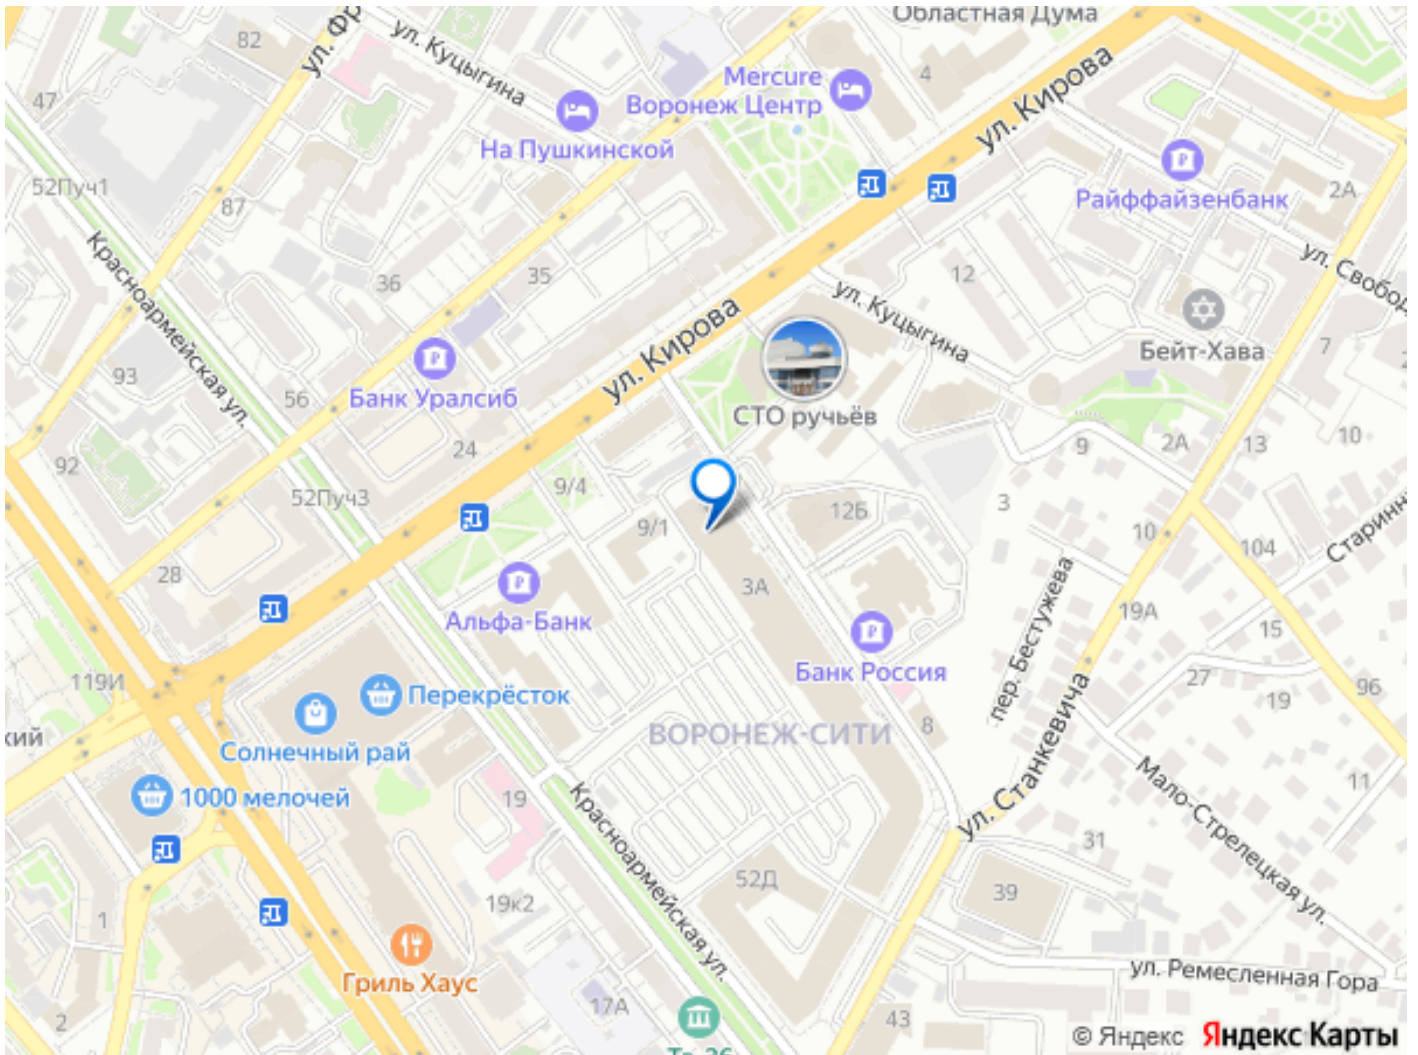 Областная Дума
82
ул. Фр
ул. Куцыгина
Mercure
Воронеж Центр
4
ул. Кирова
47
На Пушкинской
Райффайзенбанк
2А
52Пуч1
87
Красноармейская ул.
36
35
12
ул. Куцыгина
ул. Свобод
Бейт-Хава
7
ул. Кирова
93
56
Банк Уралсиб
СТО ручьёв
9
2А
13
10
92
24
52Пуч3
9/4
9/1
12Б
3
10
104
Старинн
28
3А
Альфа-Банк
пер. Бестужева
19А
15
Банк Россия
27
19
96
119И
Перекрёсток
Солнечный рай
кий
ВОРОНЕЖ-СИТИ
8
ул. Станкевича
11
1000 мелочей
19
Красноармейская ул.
Мало-Стрелецкая ул.
31
52Д
39
19к2
1
Гриль Хаус
ул. Ремесленная Гора
17А
2
43
© Яндекс Яндекс Карты